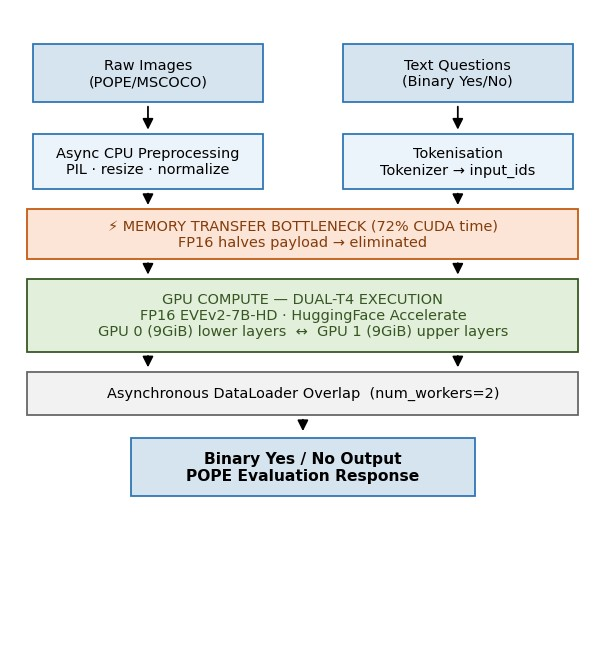 Raw Images
(POPE/MSCOCO)
Text Questions
(Binary Yes/No)
Async CPU Preprocessing
PIL · resize · normalize
Tokenisation
Tokenizer → input_ids
⚡ MEMORY TRANSFER BOTTLENECK (72% CUDA time)
FP16 halves payload → eliminated
GPU COMPUTE — DUAL-T4 EXECUTION
FP16 EVEv2-7B-HD · HuggingFace Accelerate
GPU 0 (9GiB) lower layers ↔ GPU 1 (9GiB) upper layers
Asynchronous DataLoader Overlap (num_workers=2)
Binary Yes / No Output
POPE Evaluation Response